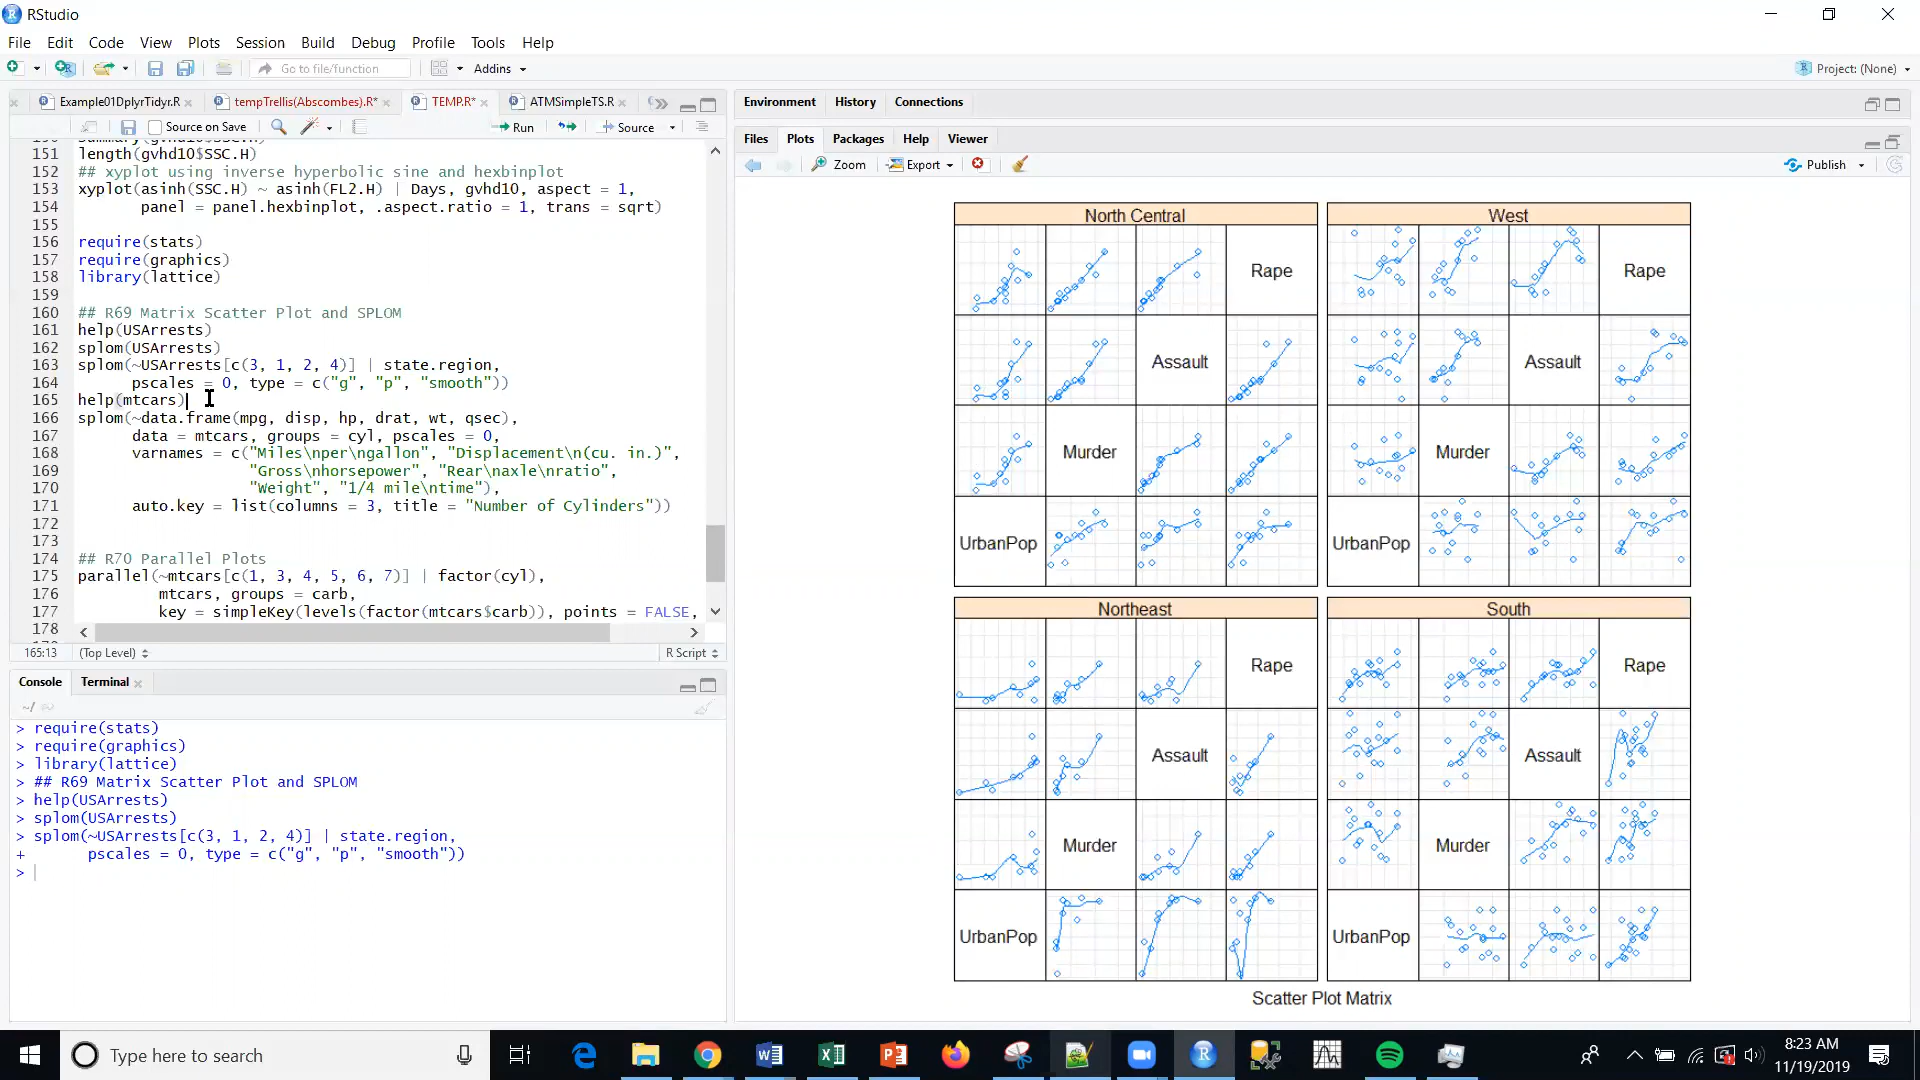 RStudio
File Edit Code View Plots Session Build Debug Profile Tools Help
Go to file/function Addins Project: (None)
Example01DplyrTidyr.R tempTrellis(Abscombes).R* TEMP.R* ATMSimpleTS.R
Source on Save Run Source
151 length(gvhd10$SSC.H)
152 ## xyplot using inverse hyperbolic sine and hexbinplot
153 xyplot(asinh(SSC.H) ~ asinh(FL2.H) | Days, gvhd10, aspect = 1,
154 panel = panel.hexbinplot, .aspect.ratio = 1, trans = sqrt)
155
156 require(stats)
157 require(graphics)
158 library(lattice)
159
160 ## R69 Matrix Scatter Plot and SPLOM
161 help(USArrests)
162 splom(USArrests)
163 splom(~USArrests[c(3, 1, 2, 4)] | state.region,
164 pscales = 0, type = c("g", "p", "smooth"))
165 help(mtcars)
166 splom(~data.frame(mpg, disp, hp, drat, wt, qsec),
167 data = mtcars, groups = cyl, pscales = 0,
168 varnames = c("Miles\nper\ngallon", "Displacement\n(cu. in.)",
169 "Gross\nhorsepower", "Rear\naxle\nratio",
170 "Weight", "1/4 mile\ntime"),
171 auto.key = list(columns = 3, title = "Number of Cylinders"))
172
173
174 ## R70 Parallel Plots
175 parallel(~mtcars[c(1, 3, 4, 5, 6, 7)] | factor(cyl),
176 mtcars, groups = carb,
177 key = simpleKey(levels(factor(mtcars$carb)), points = FALSE,
178
165:13 (Top Level) R Script
Console Terminal
~/
> require(stats)
> require(graphics)
> library(lattice)
> ## R69 Matrix Scatter Plot and SPLOM
> help(USArrests)
> splom(USArrests)
> splom(~USArrests[c(3, 1, 2, 4)] | state.region,
+ pscales = 0, type = c("g", "p", "smooth"))
>
Environment History Connections
Files Plots Packages Help Viewer
Zoom Export Publish
North Central West
Rape Rape
Assault Assault
Murder Murder
UrbanPop UrbanPop
Northeast South
Rape Rape
Assault Assault
Murder Murder
UrbanPop UrbanPop
Scatter Plot Matrix
Type here to search
8:23 AM
11/19/2019